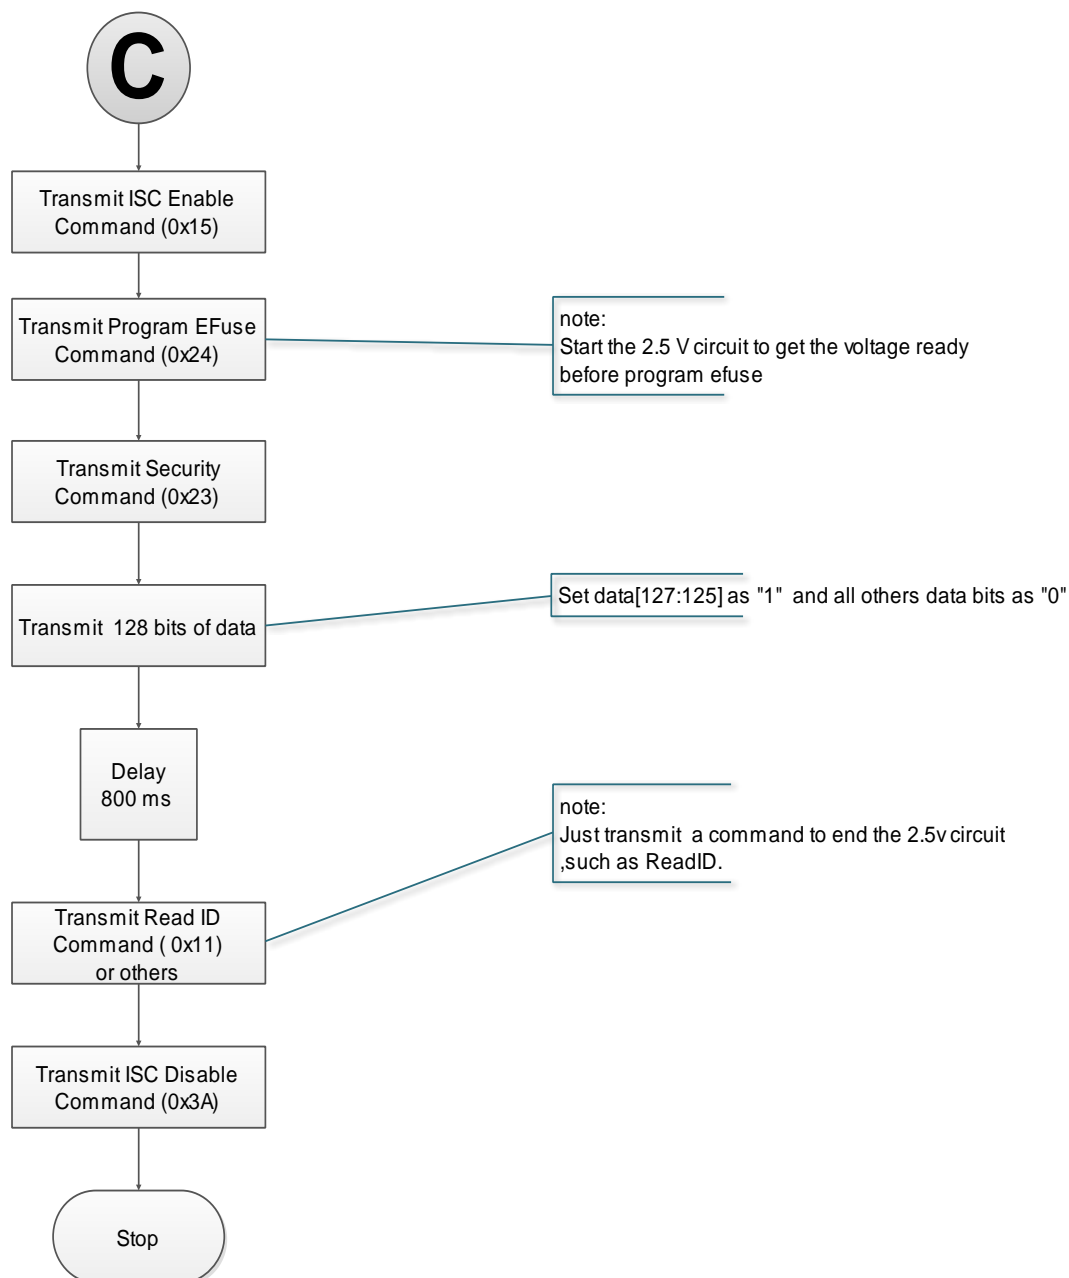 C
Transmit ISC Enable
Command (0x15)
Transmit Program EFuse
Command (0x24)
note:
Start the 2.5 V circuit to get the voltage ready
before program efuse
Transmit Security
Command (0x23)
Transmit 128 bits of data
Set data[127:125] as "1" and all others data bits as "0"
Delay
800 ms
note:
Just transmit a command to end the 2.5v circuit
,such as ReadID.
Transmit Read ID
Command ( 0x11)
or others
Transmit ISC Disable
Command (0x3A)
Stop